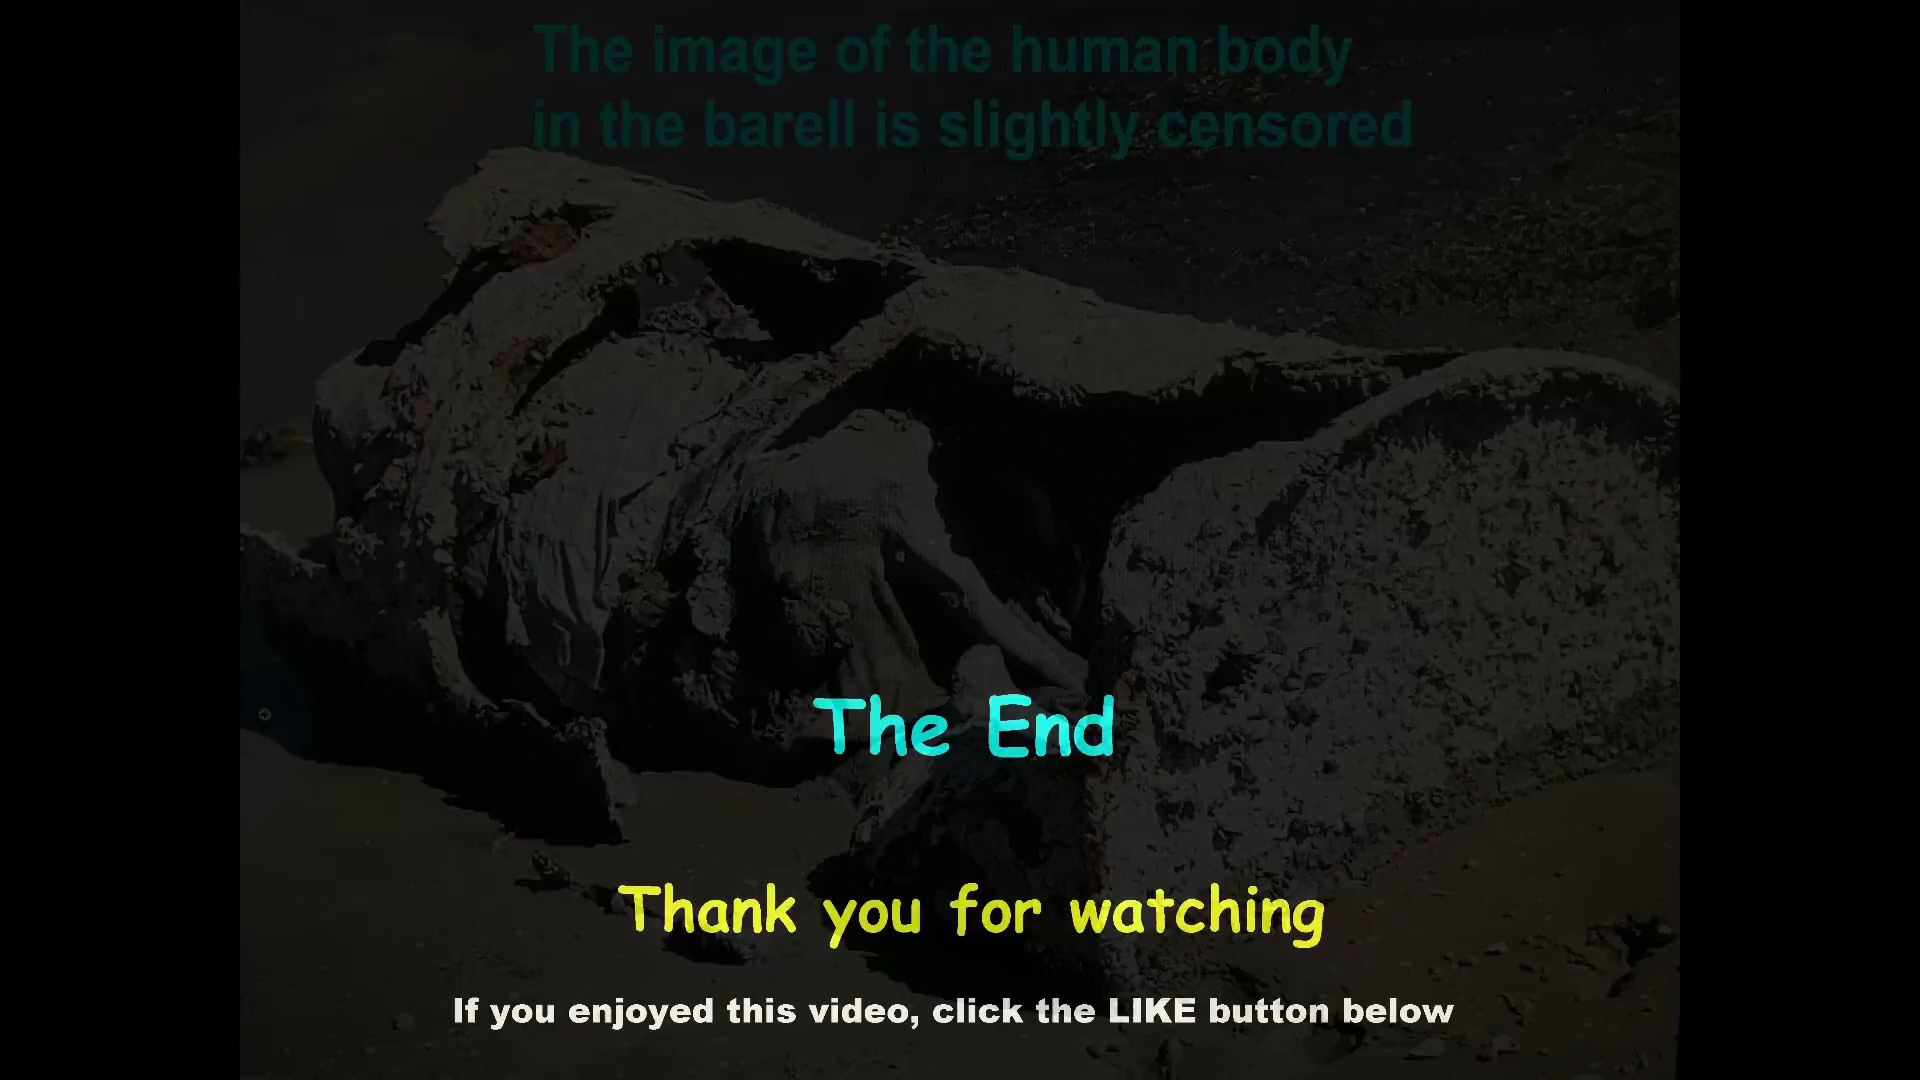 The image of the human body
in the barell is slightly censored
The End
Thank you for watching
If you enjoyed this video, click the LIKE button below